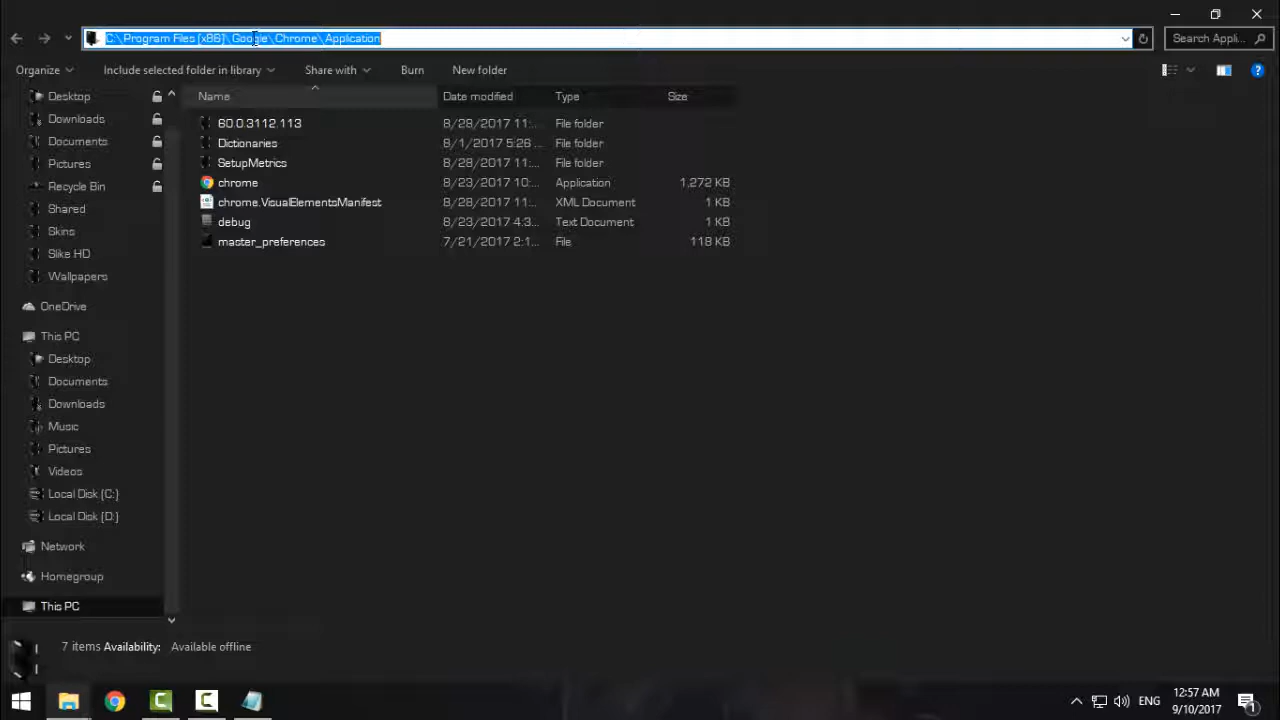 C:\Program Files (x86)\Google\Chrome\Application
Search Appli...
Organize
Include selected folder in library
Share with
Burn
New folder
Name
Date modified
Type
Size
60.0.3112.113 8/28/2017 11:... File folder
Dictionaries 8/1/2017 5:26 ... File folder
SetupMetrics 8/28/2017 11:... File folder
chrome 8/23/2017 10:... Application 1,272 KB
chrome.VisualElementsManifest 8/28/2017 11:... XML Document 1 KB
debug 8/23/2017 4:3... Text Document 1 KB
master_preferences 7/21/2017 2:1... File 118 KB
Desktop
Downloads
Documents
Pictures
Recycle Bin
Shared
Skins
Slike HD
Wallpapers
OneDrive
This PC
Desktop
Documents
Downloads
Music
Pictures
Videos
Local Disk (C:)
Local Disk (D:)
Network
Homegroup
This PC
7 items Availability: Available offline
ENG
12:57 AM
9/10/2017
1